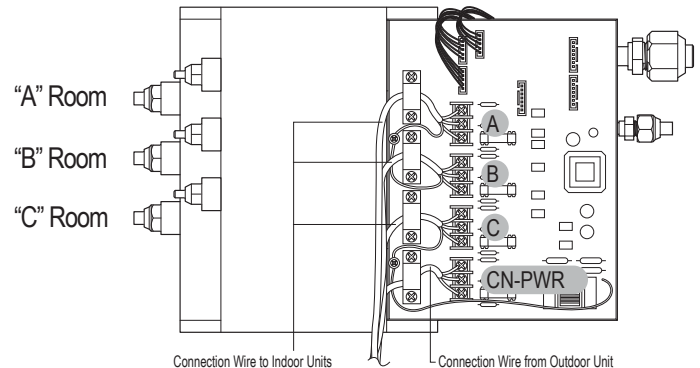 “A” Room
“B” Room
“C” Room
A
B
C
CN-PWR
Connection Wire to Indoor Units
Connection Wire from Outdoor Unit